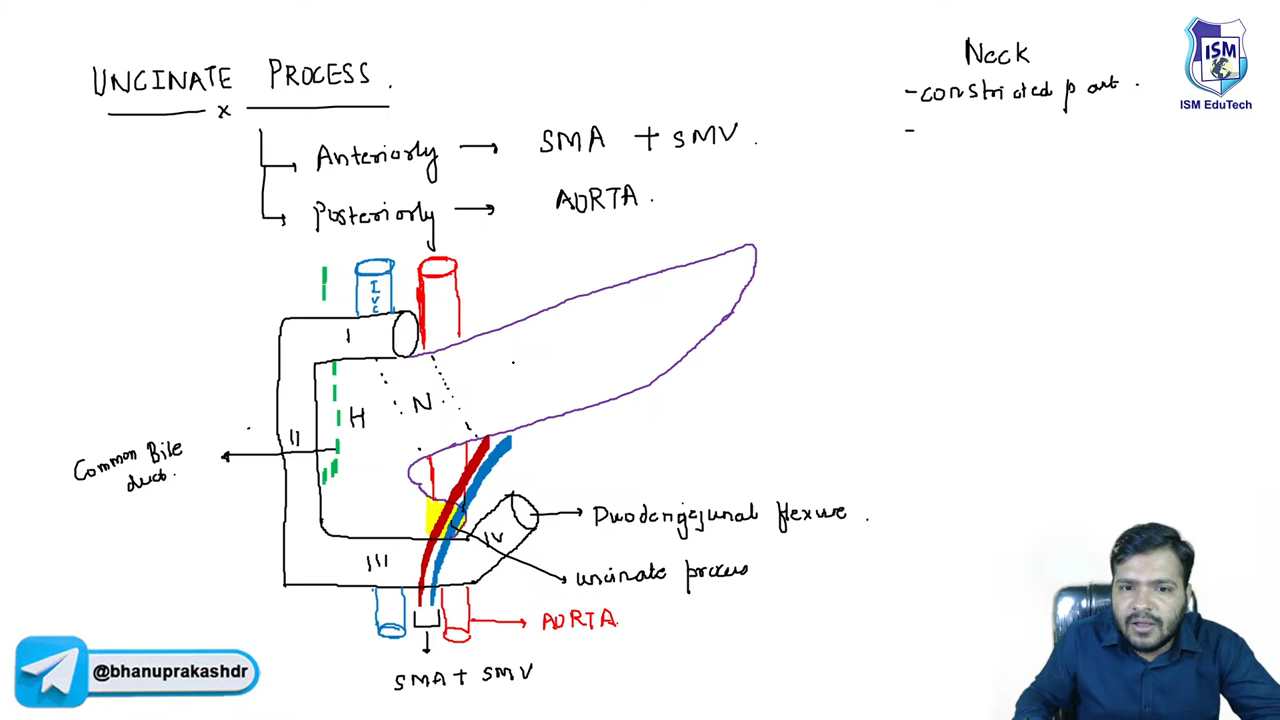 UNCINATE PROCESS.
x
Anteriorly → SMA + SMV.
Posteriorly → AORTA.
Neck
-constricted part.
-
ISM
ISM EduTech
IVC
I
H
N
II
Common Bile
duct.
III
IV
Duodenojejunal flexure.
uncinate process
AORTA
SMA + SMV
@bhanuprakashdr